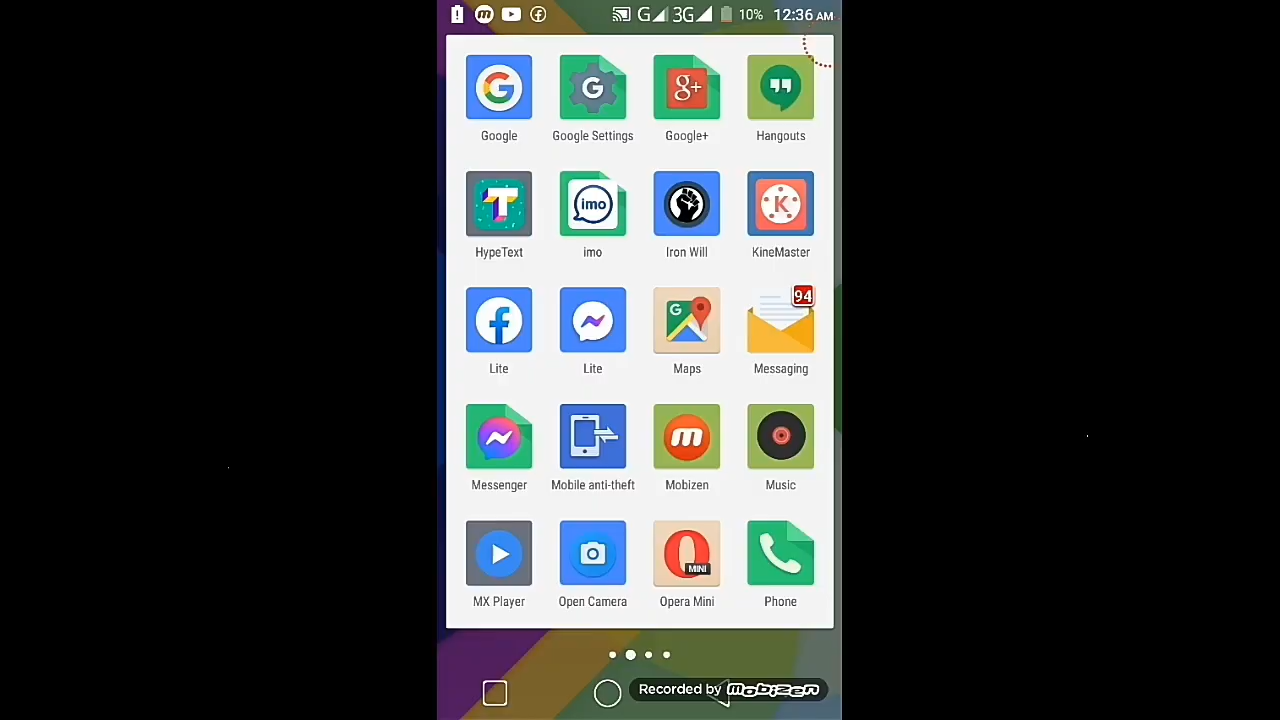 G 3G 10% 12:36 AM
Google Google Settings Google+ Hangouts
HypeText imo Iron Will KineMaster
94
Lite Lite Maps Messaging
Messenger Mobile anti-theft Mobizen Music
MINI
MX Player Open Camera Opera Mini Phone
Recorded by Mobizen